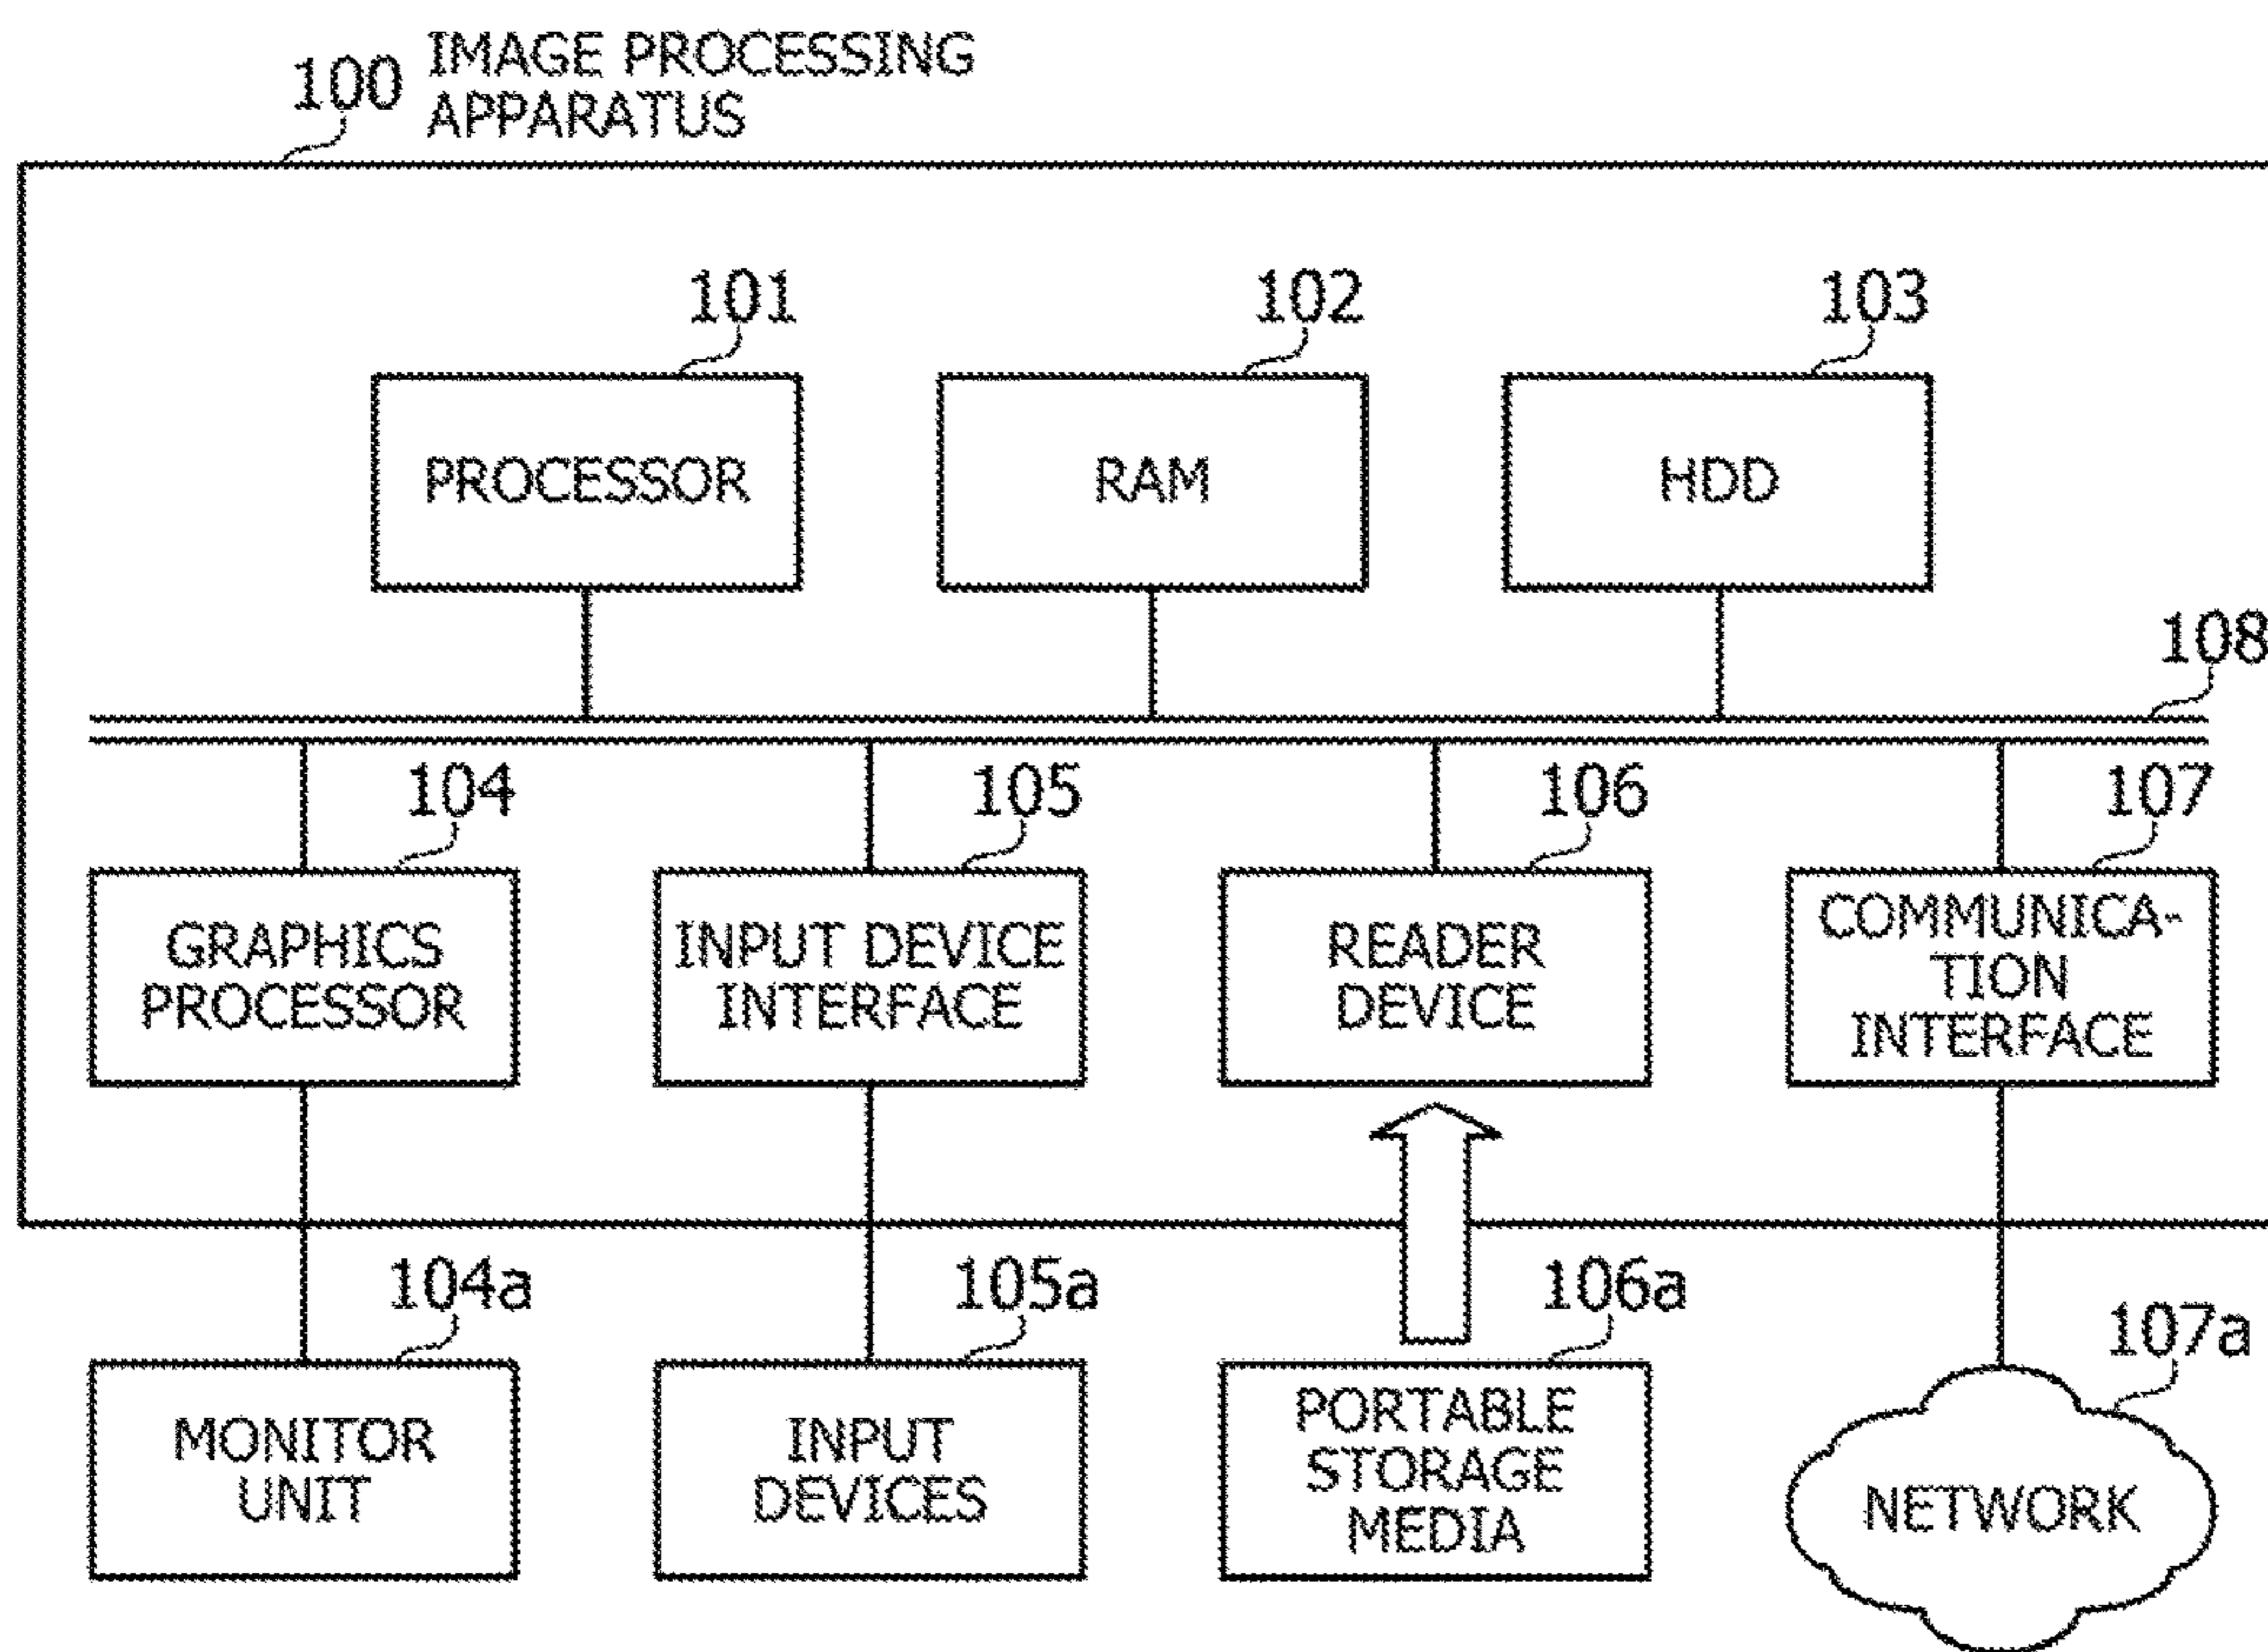 100 IMAGE PROCESSING
APPARATUS
101
102
103
PROCESSOR
RAM
HDD
108
104
105
106
107
GRAPHICS
PROCESSOR
INPUT DEVICE
INTERFACE
READER
DEVICE
COMMUNICA-
TION
INTERFACE
104a
105a
106a
107a
MONITOR
UNIT
INPUT
DEVICES
PORTABLE
STORAGE
MEDIA
NETWORK